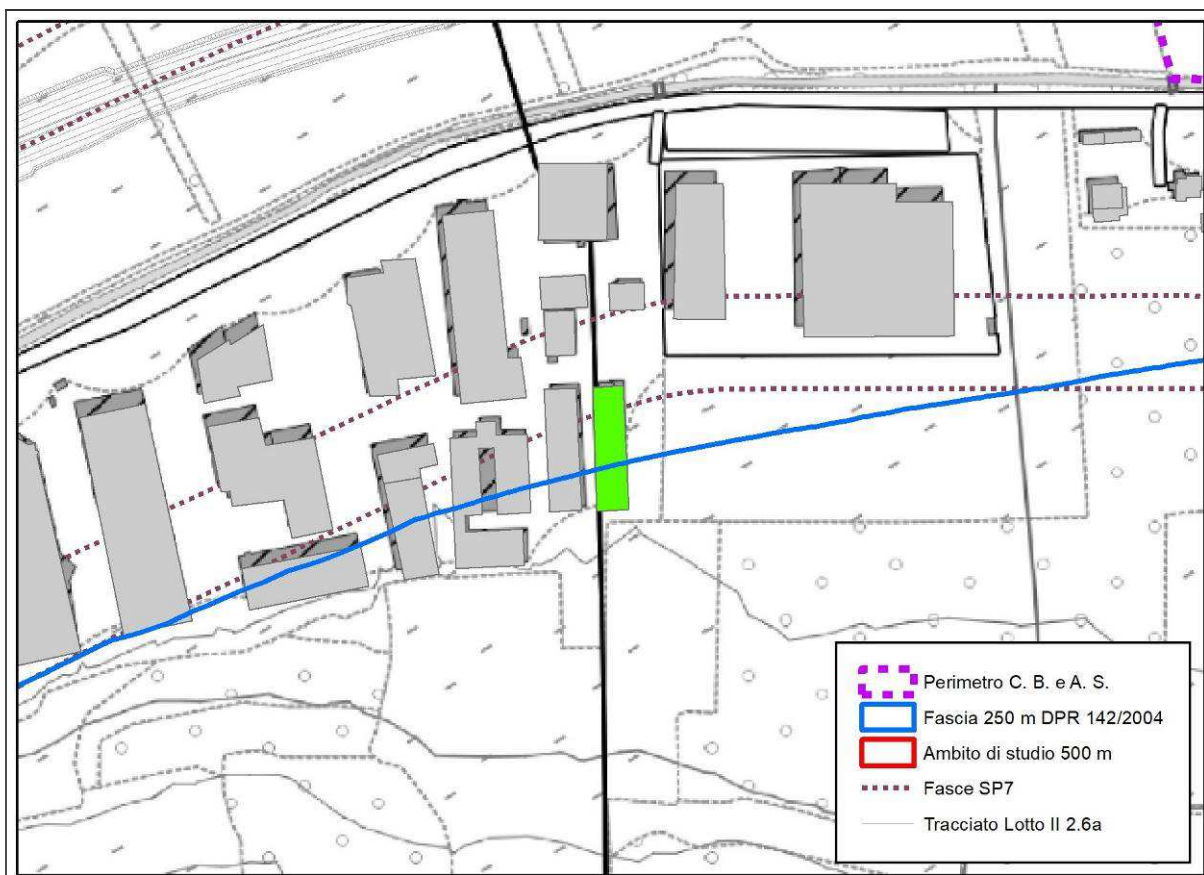 Perimetro C. B. e A. S.
Fascia 250 m DPR 142/2004
Ambito di studio 500 m
Fasce SP7
Tracciato Lotto II 2.6a